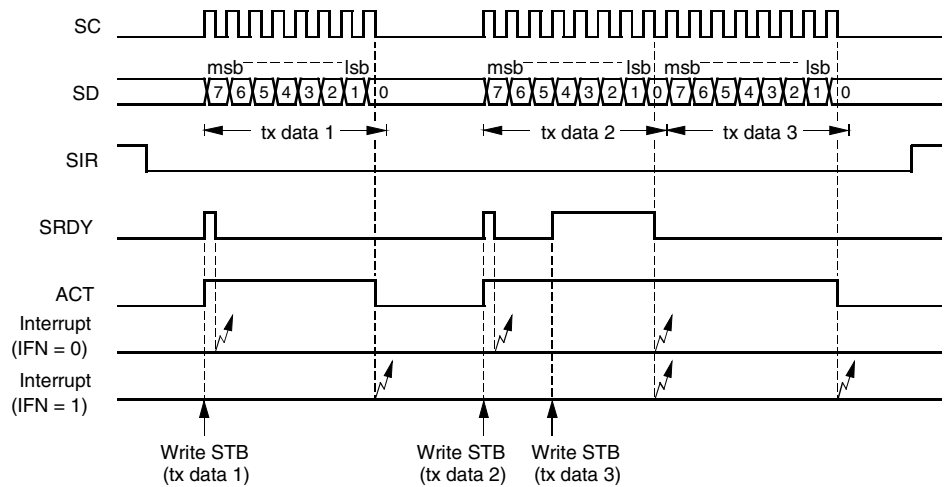 SC
msb lsb msb lsb msb lsb
SD 7 6 5 4 3 2 1 0 7 6 5 4 3 2 1 0 7 6 5 4 3 2 1 0
tx data 1 tx data 2 tx data 3
SIR
SRDY
ACT
Interrupt
(IFN = 0)
Interrupt
(IFN = 1)
Write STB Write STB Write STB
(tx data 1) (tx data 2) (tx data 3)